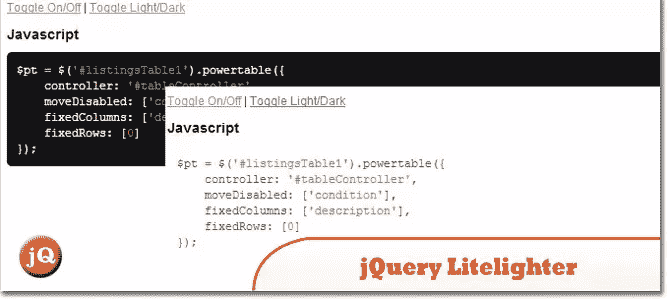 Toggle On/Off | Toggle Light/Dark
Javascript
$pt = $('#listingsTable1').powertable({
controller: '#tableController'
moveDisabled: ['co
fixedColumns: ['de
fixedRows: [0]
});
Toggle On/Off | Toggle Light/Dark
Javascript
$pt = $('#listingsTable1').powertable({
controller: '#tableController',
moveDisabled: ['condition'],
fixedColumns: ['description'],
fixedRows: [0]
});
jQ
jQuery Litelighter